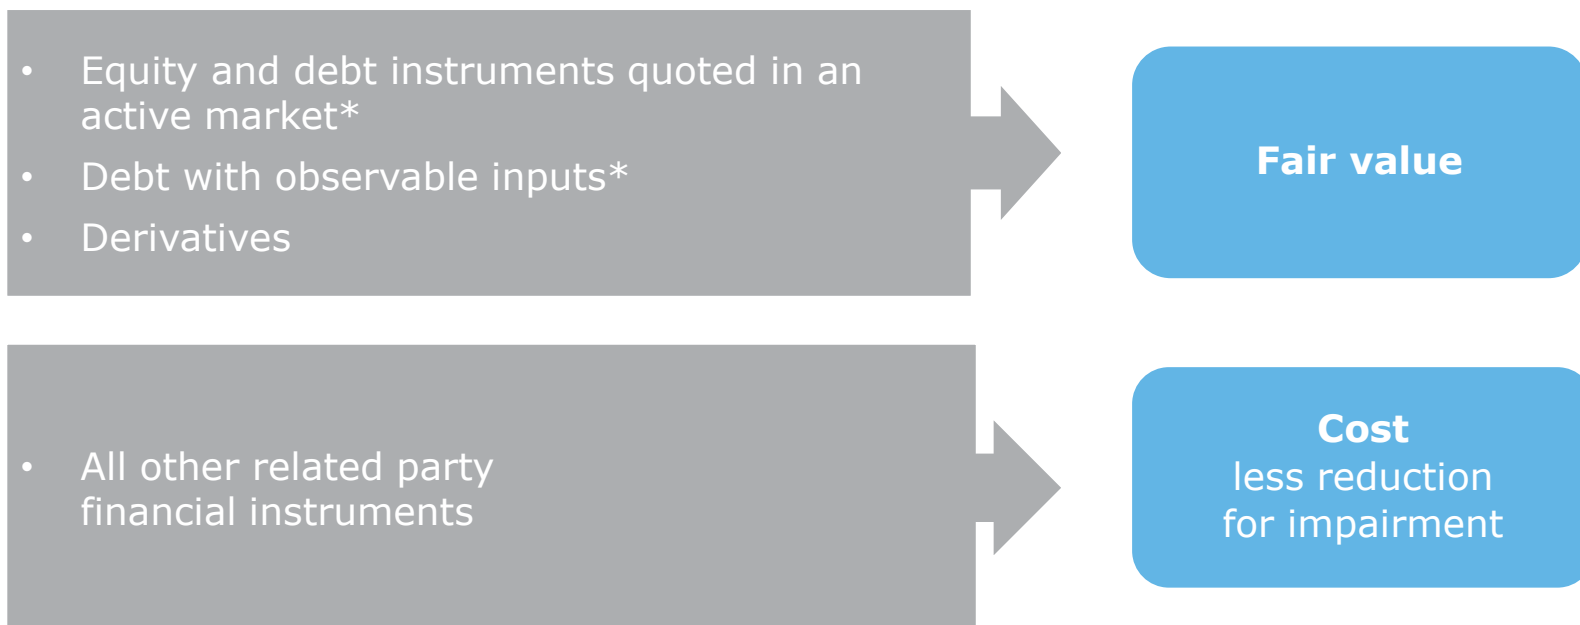 • Equity and debt instruments quoted in an
active market*
• Debt with observable inputs*
• Derivatives
Fair value
• All other related party
financial instruments
Cost
less reduction
for impairment